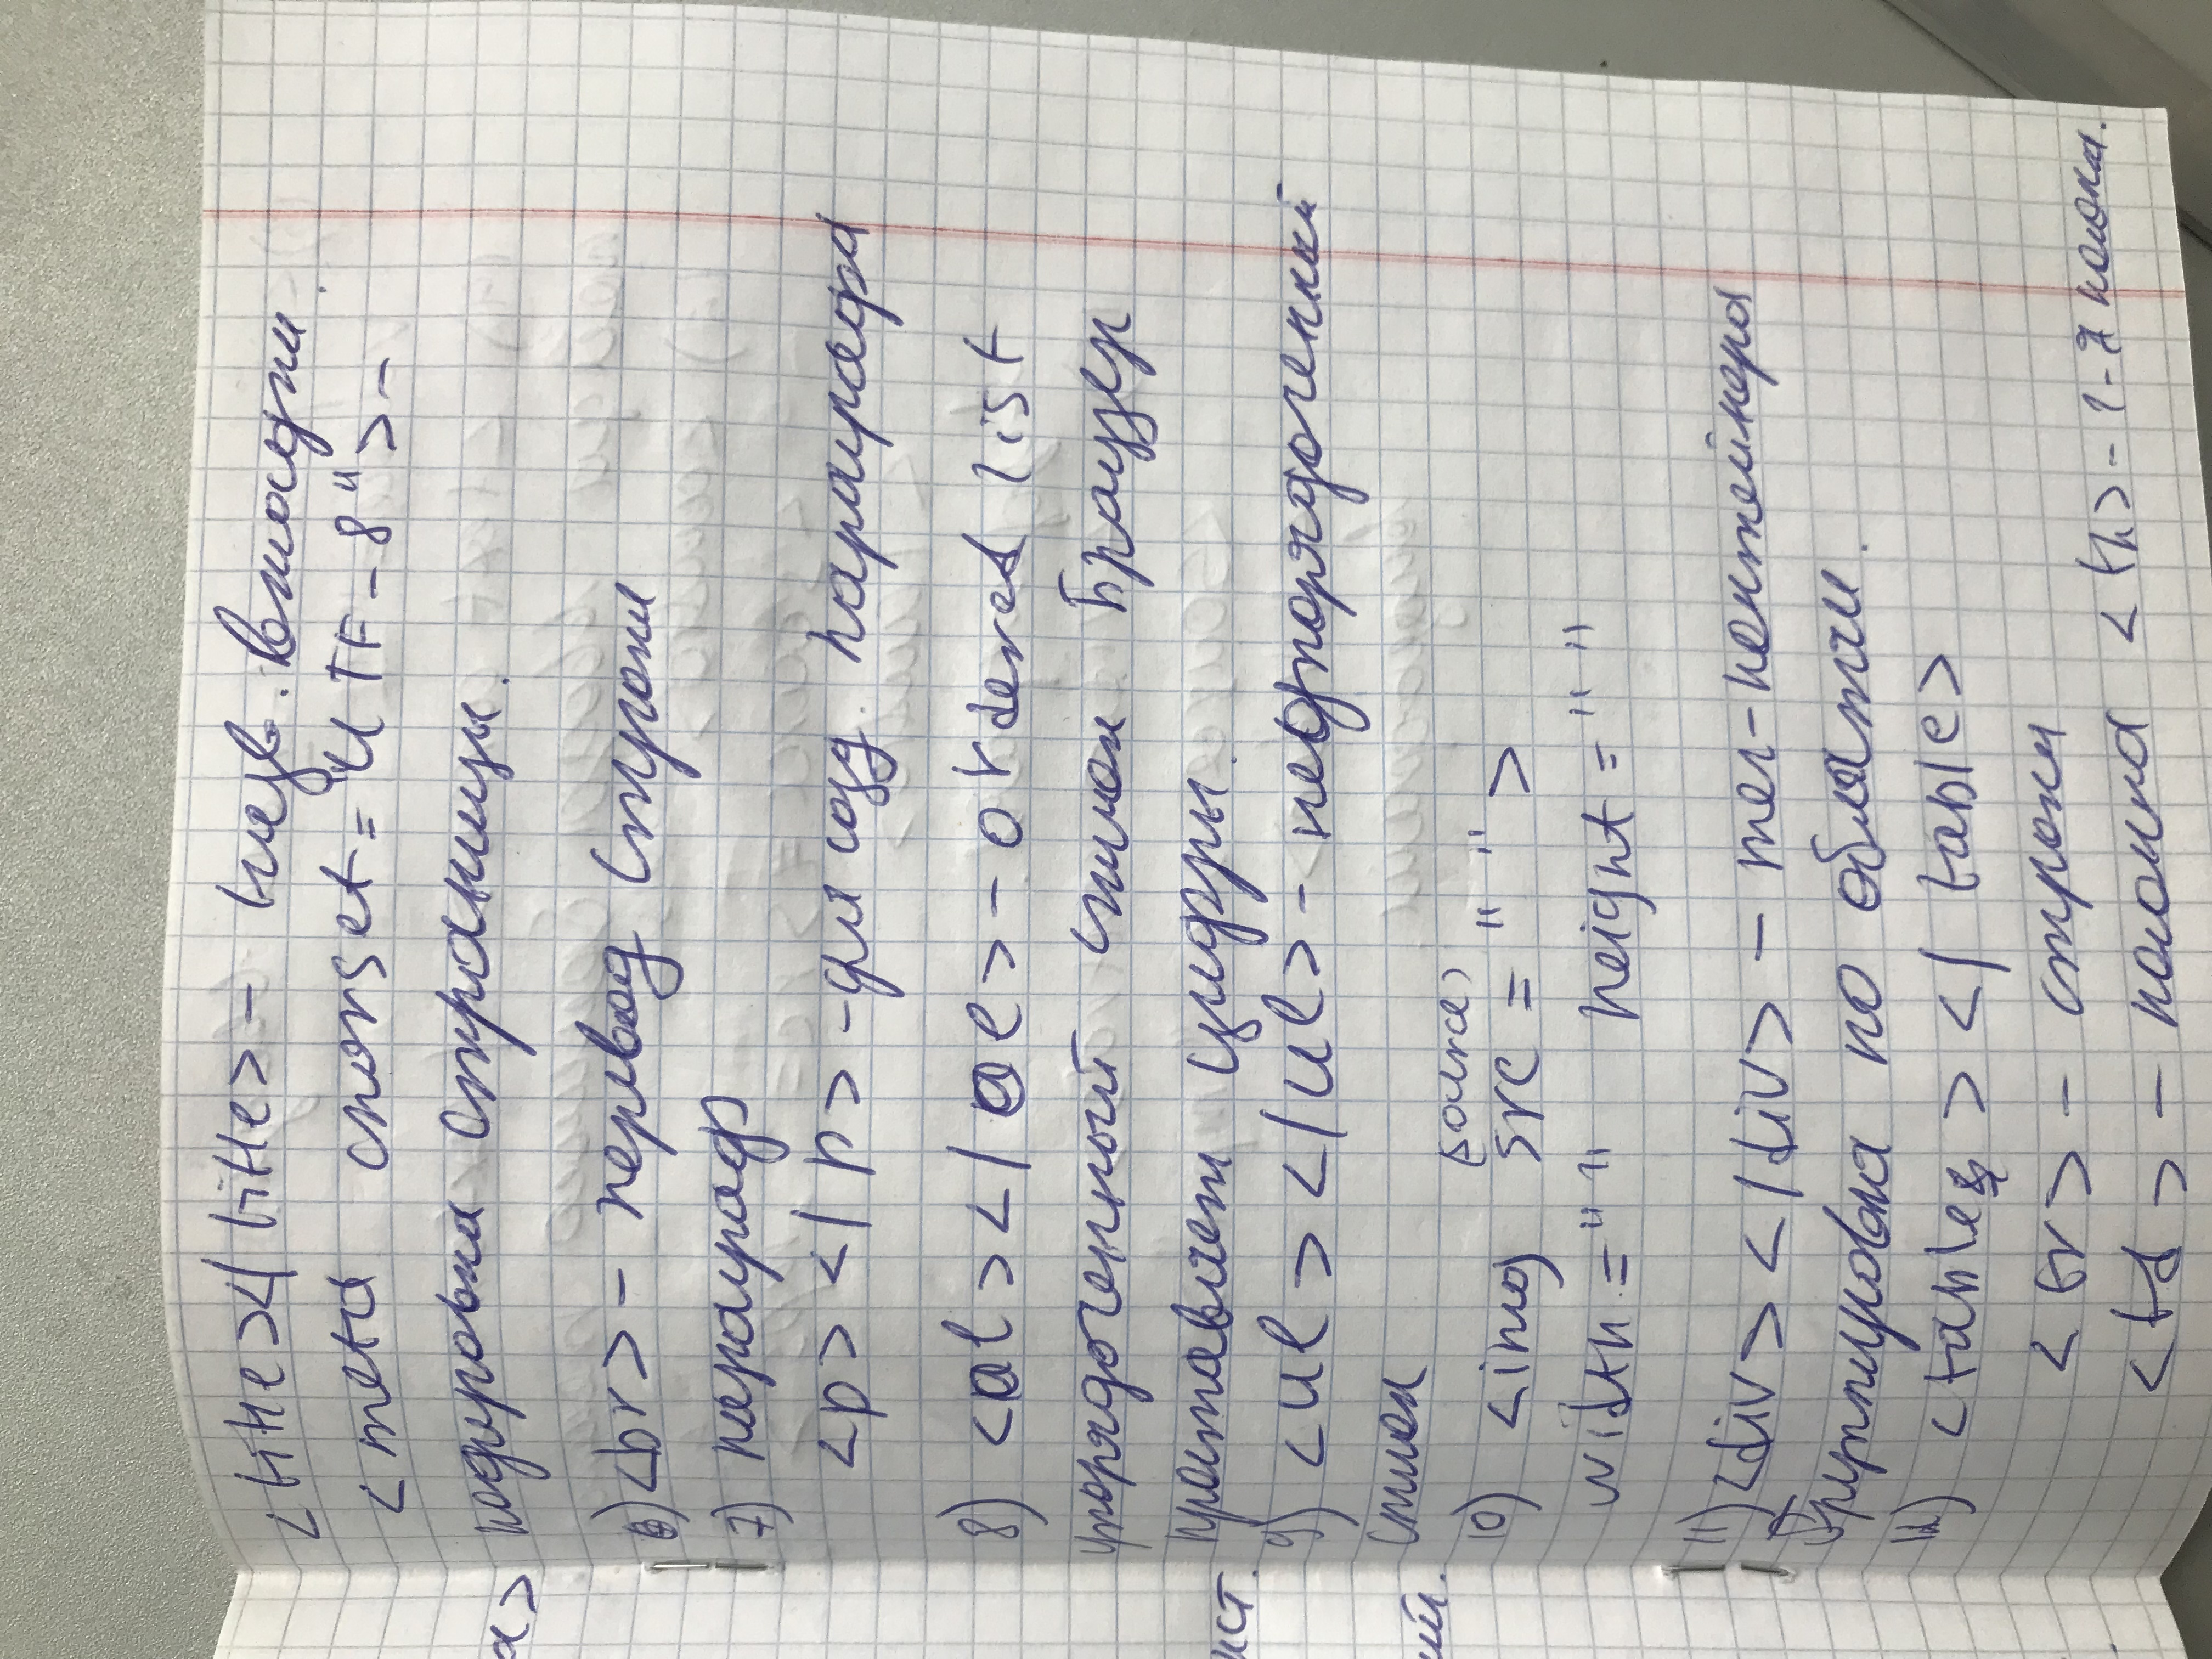 <title></title> - назв. вкладки.
<meta charset="UTF-8"> -
кодировка страницы.
а>
6) <br> - перевод строки
7) параграф
<p> </p> - для созд. параграфа
8) <ol></ol> - ordered list
упорядоченный список Браузер
проставляет цифры.
9) <ul></ul> - неупорядоченный
список
(source)
10) <img src = " ">
width = " " height = " "
11) <div></div> - тег-контейнера
Группировка по области.
12) <table></table>
<tr> - строки
<td> - колонка <th> - 1-я колонка.